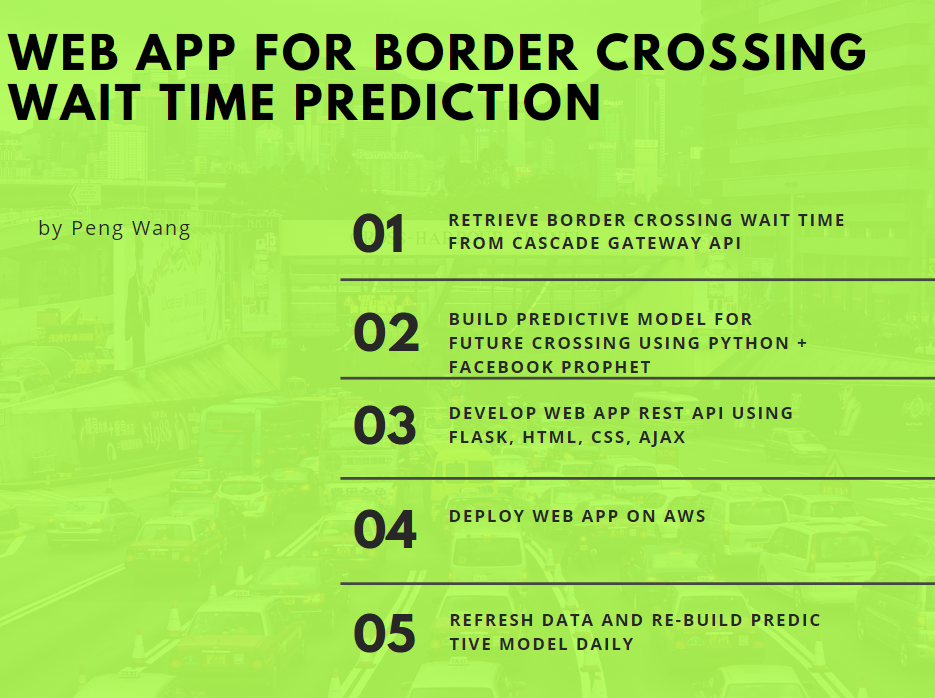 WEB APP FOR BORDER CROSSING
WAIT TIME PREDICTION
by Peng Wang
01
RETRIEVE BORDER CROSSING WAIT TIME
FROM CASCADE GATEWAY API
02
BUILD PREDICTIVE MODEL FOR
FUTURE CROSSING USING PYTHON +
FACEBOOK PROPHET
03
DEVELOP WEB APP REST API USING
FLASK, HTML, CSS, AJAX
04
DEPLOY WEB APP ON AWS
05
REFRESH DATA AND RE-BUILD PREDIC
TIVE MODEL DAILY